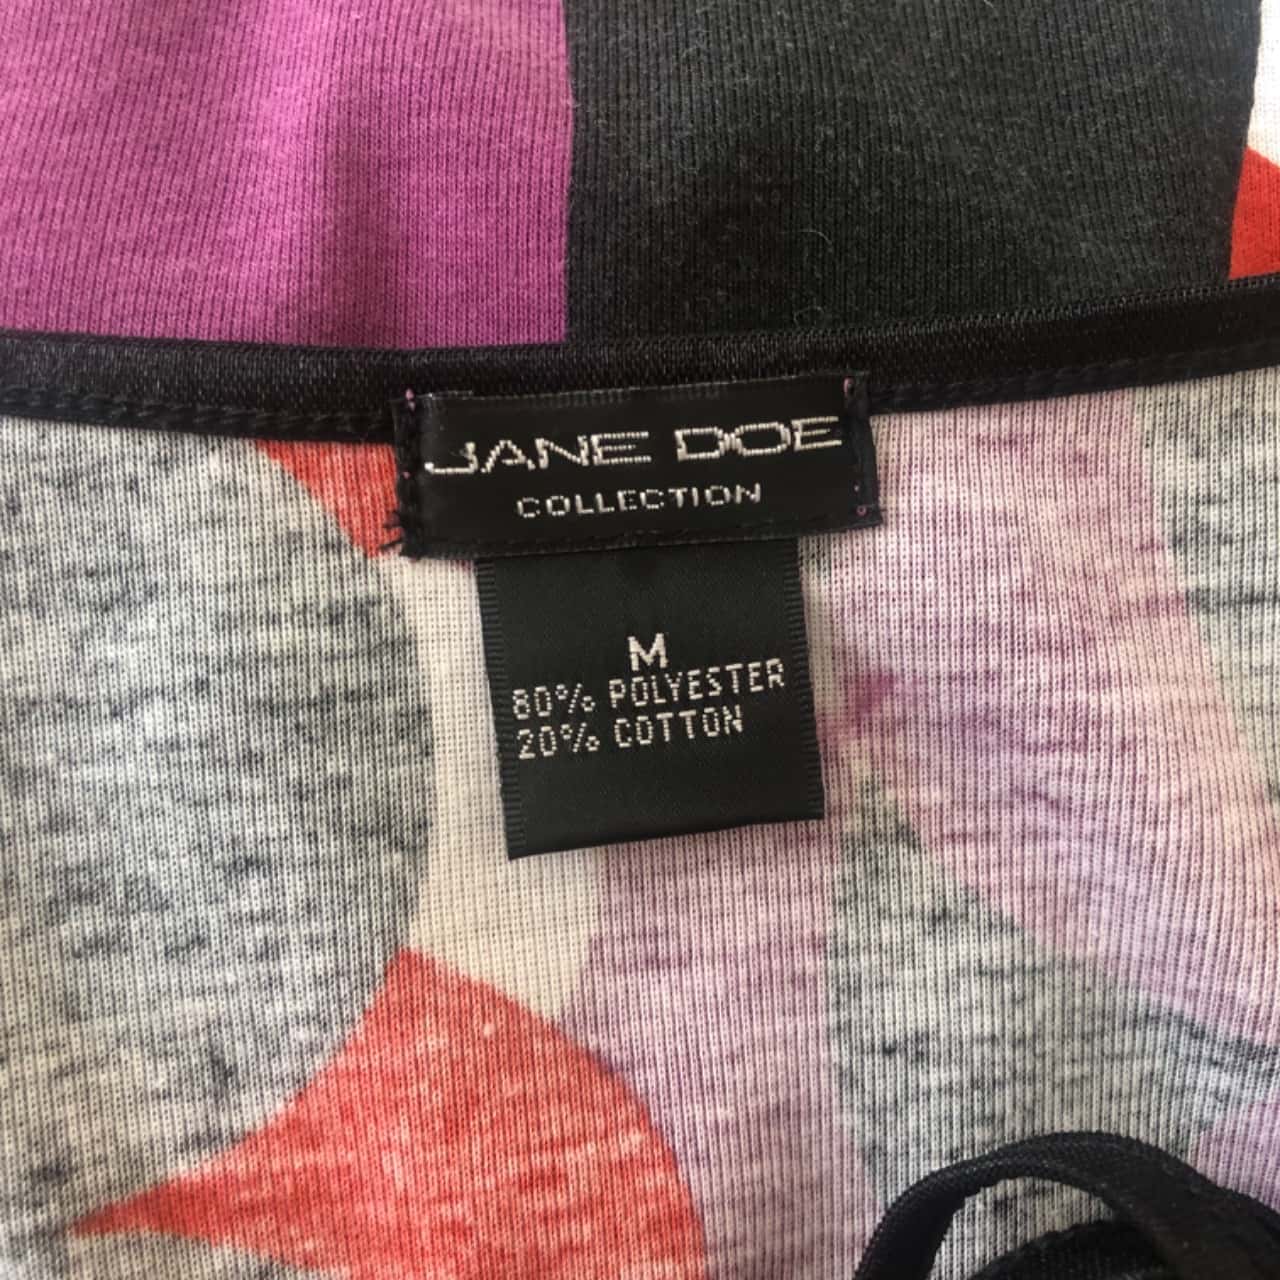 JANE DOE
COLLECTION
M
80% POLYESTER
20% COTTON